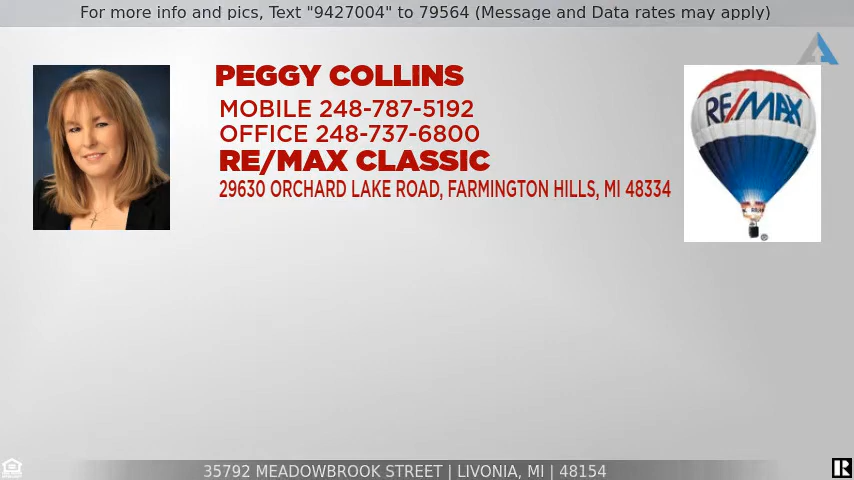 For more info and pics, Text "9427004" to 79564 (Message and Data rates may apply)
PEGGY COLLINS
MOBILE 248-787-5192
OFFICE 248-737-6800
RE/MAX CLASSIC
29630 ORCHARD LAKE ROAD, FARMINGTON HILLS, MI 48334
RE/MAX
35792 MEADOWBROOK STREET | LIVONIA, MI | 48154